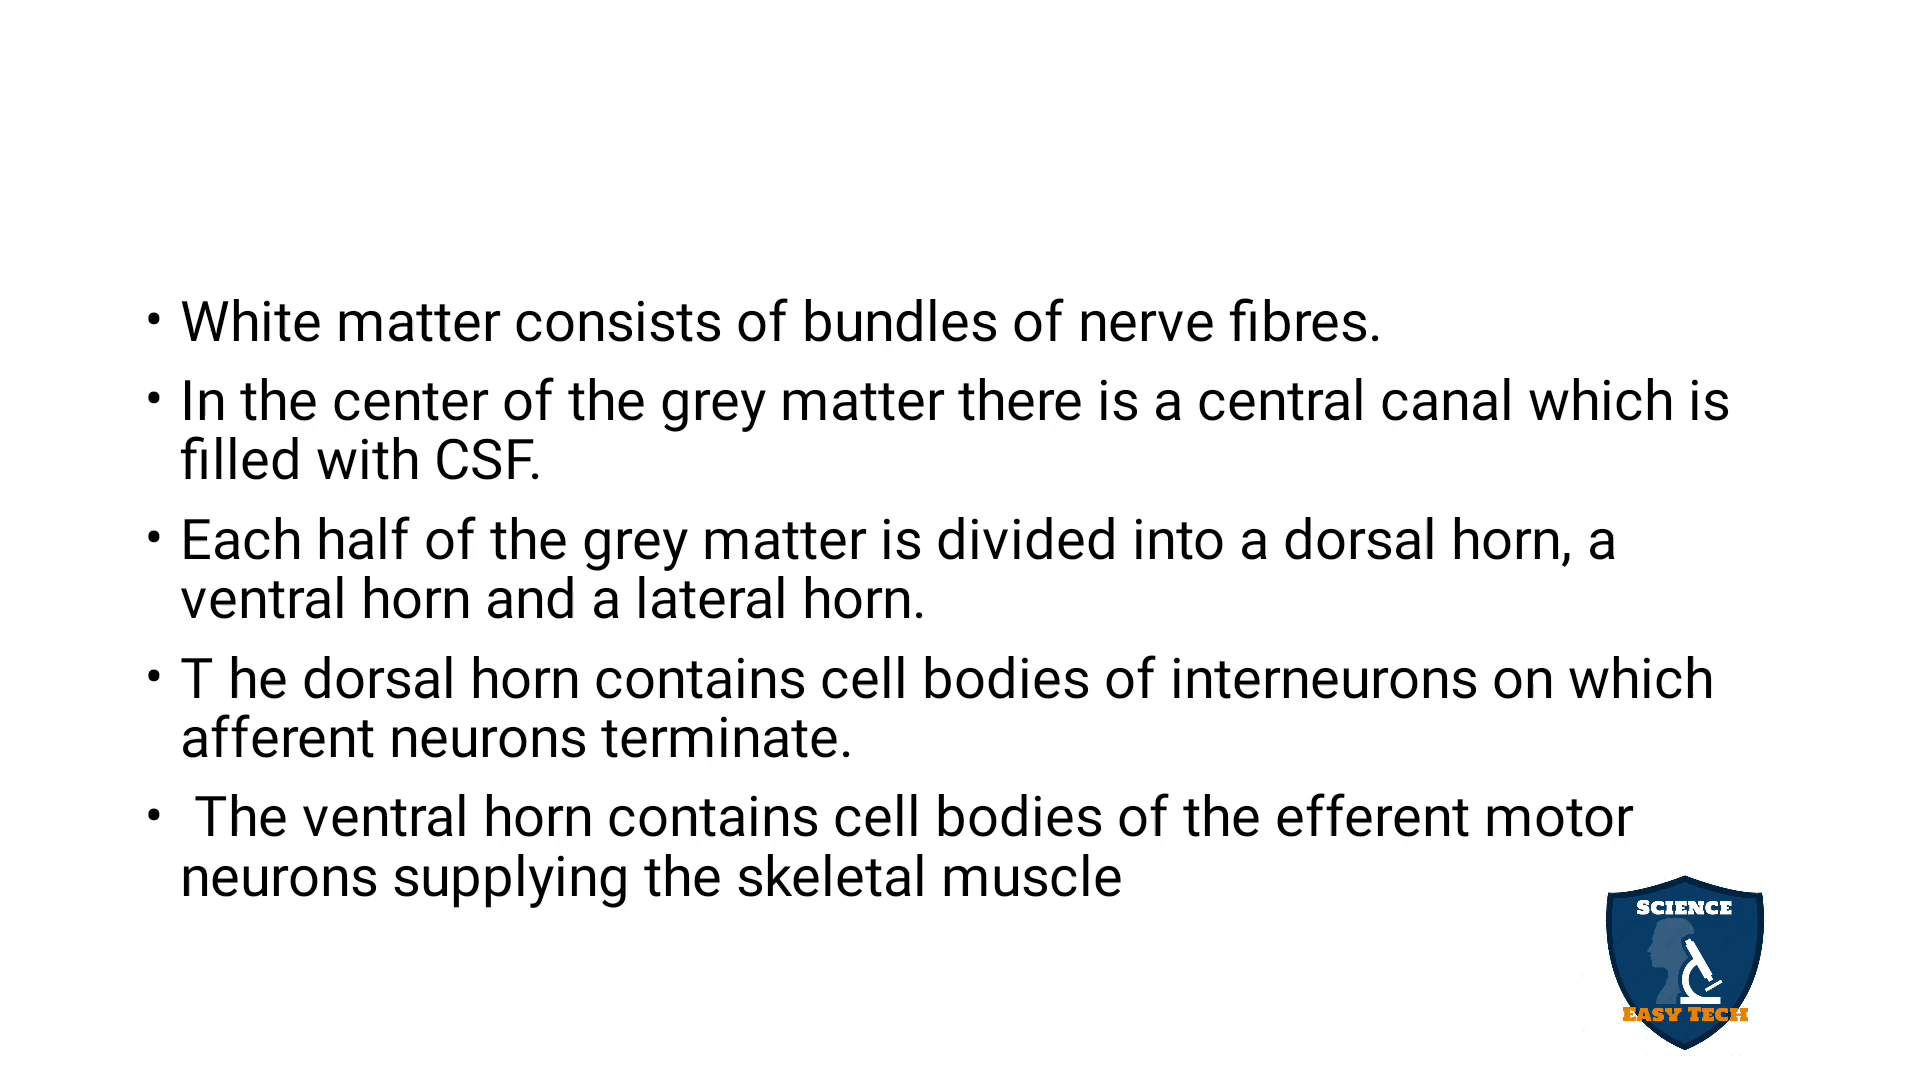 • White matter consists of bundles of nerve fibres.
• In the center of the grey matter there is a central canal which is
filled with CSF.
• Each half of the grey matter is divided into a dorsal horn, a
ventral horn and a lateral horn.
• T he dorsal horn contains cell bodies of interneurons on which
afferent neurons terminate.
• The ventral horn contains cell bodies of the efferent motor
neurons supplying the skeletal muscle
SCIENCE
EASY TECH